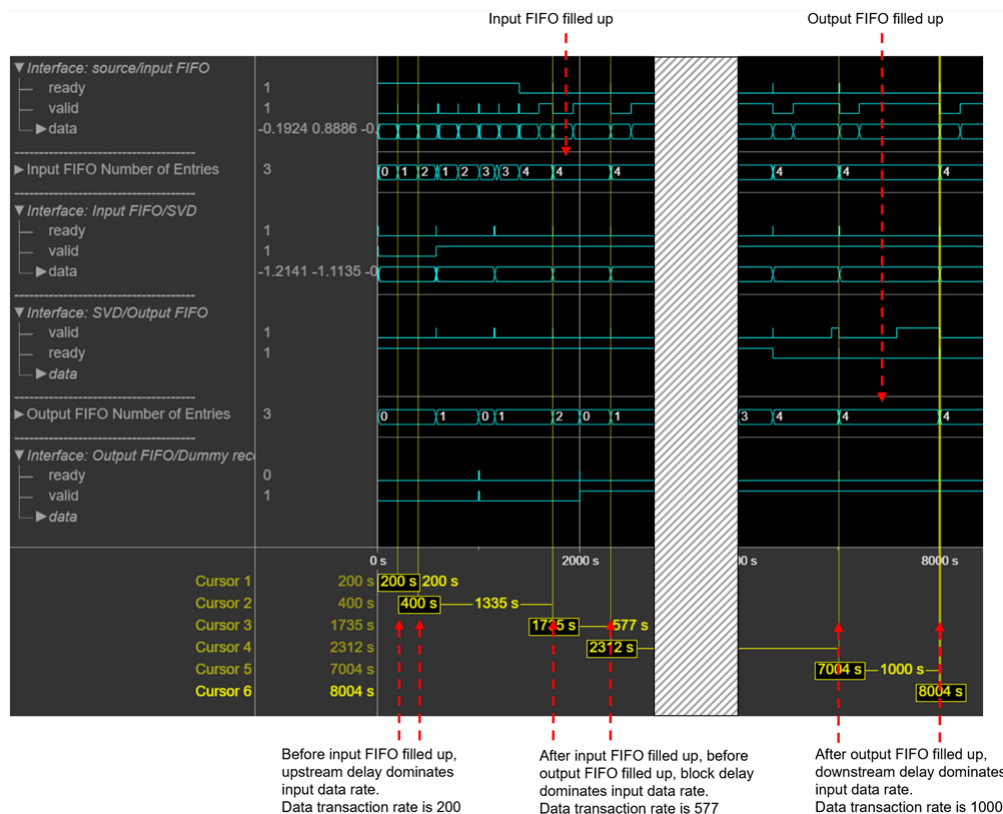 Input FIFO filled up
Output FIFO filled up
▼ Interface: source/input FIFO
ready 1
valid 1
▶ data -0.1924 0.8886 -0.
-----------------------------------
▶ Input FIFO Number of Entries 3 0 1 2 1 2 3 3 4 4 4 4 4 4
-----------------------------------
▼ Interface: Input FIFO/SVD
ready 1
valid 1
▶ data -1.2141 -1.1135 -0
-----------------------------------
▼ Interface: SVD/Output FIFO
valid 1
ready 1
▶ data
-----------------------------------
▶ Output FIFO Number of Entries 3 0 1 0 1 2 0 1 3 4 4 4
-----------------------------------
▼ Interface: Output FIFO/Dummy rec
ready 0
valid 1
▶ data
0 s 2000 s 00 s 8000 s
Cursor 1 200 s 200 s 200 s
Cursor 2 400 s 400 s 1335 s
Cursor 3 1735 s 1735 s 577 s
Cursor 4 2312 s 2312 s
Cursor 5 7004 s 7004 s 1000 s
Cursor 6 8004 s 8004 s
Before input FIFO filled up,
upstream delay dominates
input data rate.
Data transaction rate is 200
After input FIFO filled up, before
output FIFO filled up, block delay
dominates input data rate.
Data transaction rate is 577
After output FIFO filled up,
downstream delay dominates
input data rate.
Data transaction rate is 1000